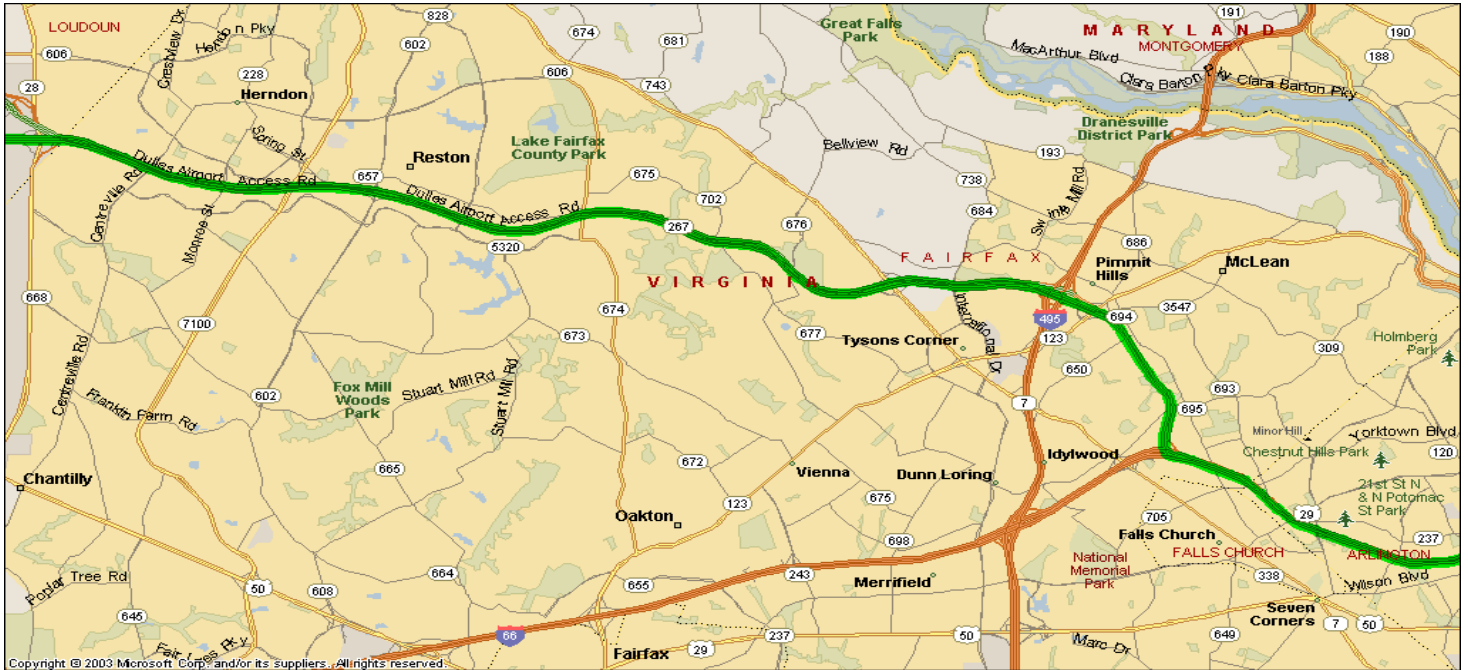 LOUDOUN
828
602
674
681
Great Falls
Park
MARYLAND
MONTGOMERY
191
190
188
606
Crestview Dr
Herndon Pky
MacArthur Blvd
Clara Barton Pky
Clara Barton Pky
28
228
Herndon
606
743
Spring St
Lake Fairfax
County Park
Dranesville
District Park
Bellview Rd
193
Reston
Dulles Airport Access Rd
657
675
738
Swinks Mill Rd
Centreville Rd
Monroe St
Dulles Airport Access Rd
702
684
5320
267
676
686
FAIRFAX
Pimmit
Hills
McLean
VIRGINIA
668
7100
674
673
677
International Dr
495
694
3547
Tysons Corner
123
Holmberg
Park
309
650
Centreville Rd
Fox Mill
Woods
Park
Stuart Mill Rd
Stuart Mill Rd
602
Franklin Farm Rd
7
693
695
Minor Hill
Yorktown Blvd
Chestnut Hills Park
120
665
672
Vienna
Dunn Loring
Idylwood
Chantilly
123
675
21st St N
& N Potomac
St Park
29
Oakton
705
Falls Church
FALLS CHURCH
237
ARLINGTON
698
National
Memorial
Park
Poplar Tree Rd
664
50
608
655
243
Merrifield
338
Wilson Blvd
645
Seven
Corners
Fair Lakes Pky
66
237
50
Marc Dr
649
7
50
Fairfax
29
Copyright © 2003 Microsoft Corp. and/or its suppliers. All rights reserved.